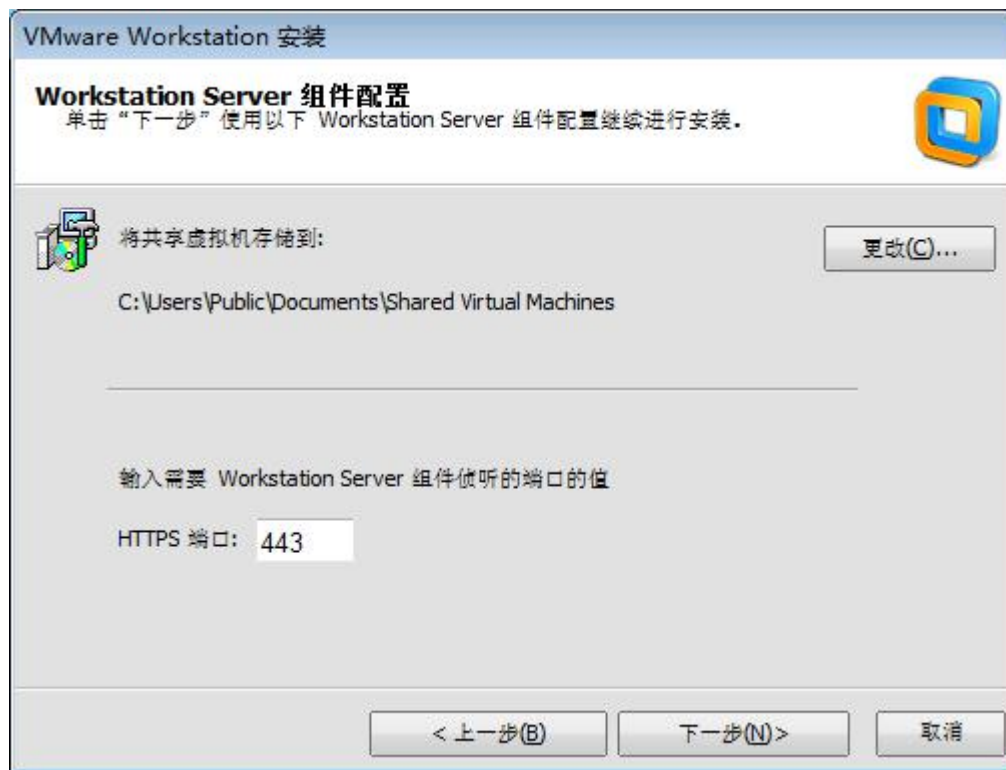 VMware Workstation 安装
Workstation Server 组件配置
单击“下一步”使用以下 Workstation Server 组件配置继续进行安装.
将共享虚拟机存储到:
更改(C)...
C:\Users\Public\Documents\Shared Virtual Machines
输入需要 Workstation Server 组件侦听的端口的值
HTTPS 端口: 443
< 上一步(B) 下一步(N)> 取消